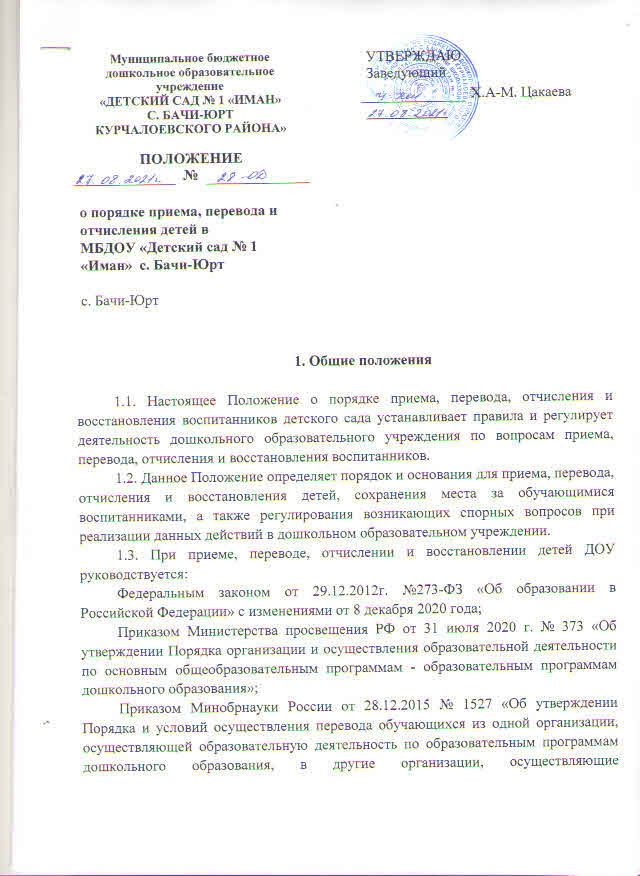 Муниципальное бюджетное
дошкольное образовательное
учреждение
«ДЕТСКИЙ САД № 1 «ИМАН»
С. БАЧИ-ЮРТ
КУРЧАЛОЕВСКОГО РАЙОНА»
УТВЕРЖДАЮ
Заведующий
Х.А-М. Цакаева
27.08.2021г
ПОЛОЖЕНИЕ
27.08.2021г. № 28-ОД
о порядке приема, перевода и
отчисления детей в
МБДОУ «Детский сад № 1
«Иман» с. Бачи-Юрт
с. Бачи-Юрт
1. Общие положения
1.1. Настоящее Положение о порядке приема, перевода, отчисления и
восстановления воспитанников детского сада устанавливает правила и регулирует
деятельность дошкольного образовательного учреждения по вопросам приема,
перевода, отчисления и восстановления воспитанников.
1.2. Данное Положение определяет порядок и основания для приема, перевода,
отчисления и восстановления детей, сохранения места за обучающимися
воспитанниками, а также регулирования возникающих спорных вопросов при
реализации данных действий в дошкольном образовательном учреждении.
1.3. При приеме, переводе, отчислении и восстановлении детей ДОУ
руководствуется:
Федеральным законом от 29.12.2012г. №273-ФЗ «Об образовании в
Российской Федерации» с изменениями от 8 декабря 2020 года;
Приказом Министерства просвещения РФ от 31 июля 2020 г. № 373 «Об
утверждении Порядка организации и осуществления образовательной деятельности
по основным общеобразовательным программам - образовательным программам
дошкольного образования»;
Приказом Минобрнауки России от 28.12.2015 № 1527 «Об утверждении
Порядка и условий осуществления перевода обучающихся из одной организации,
осуществляющей образовательную деятельность по образовательным программам
дошкольного образования, в другие организации, осуществляющие